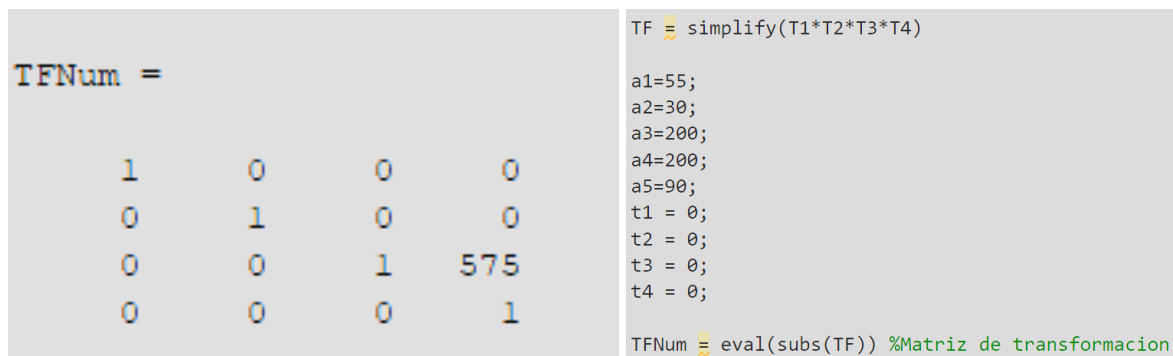 TFNum =
1 0 0 0
0 1 0 0
0 0 1 575
0 0 0 1
TF = simplify(T1*T2*T3*T4)
a1=55;
a2=30;
a3=200;
a4=200;
a5=90;
t1 = 0;
t2 = 0;
t3 = 0;
t4 = 0;
TFNum = eval(subs(TF)) %Matriz de transformacion